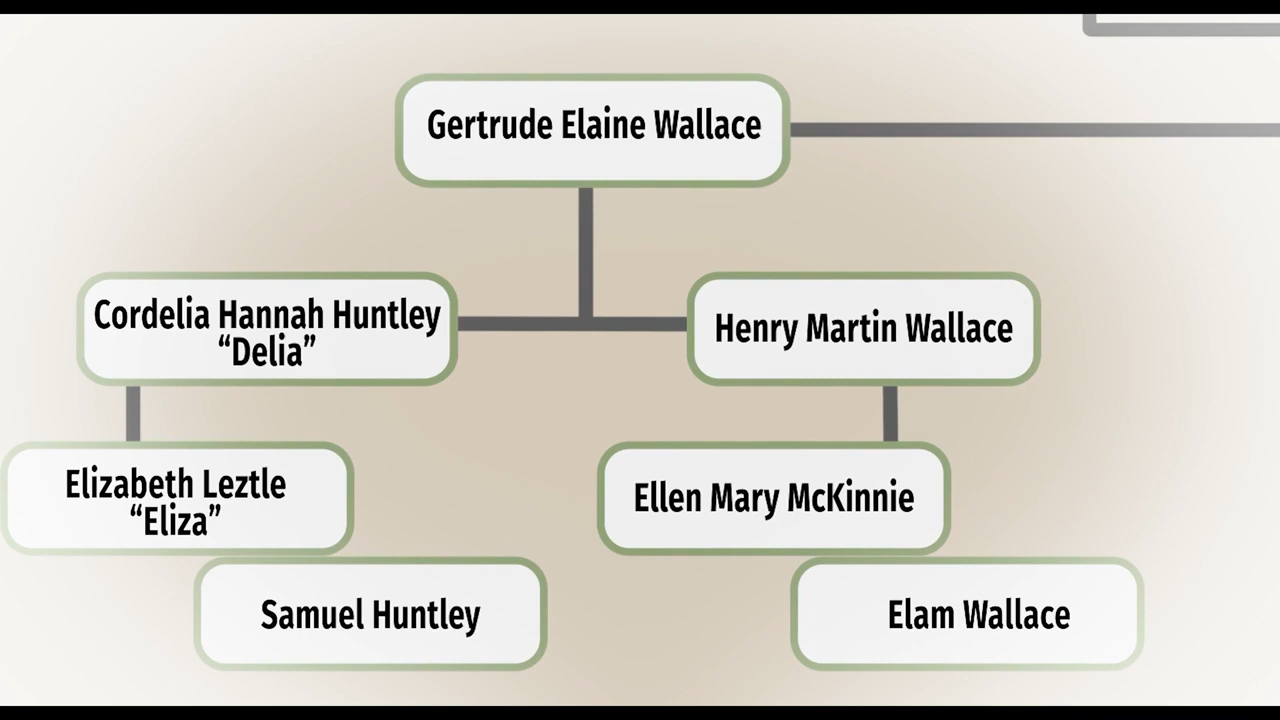 Gertrude Elaine Wallace
Cordelia Hannah Huntley
“Delia”
Henry Martin Wallace
Elizabeth Leztle
“Eliza”
Ellen Mary McKinnie
Samuel Huntley
Elam Wallace